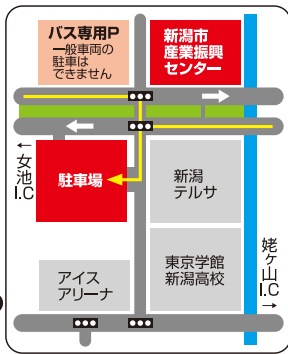 バス専用P
一般車両の
駐車は
できません
新潟市
産業振興
センター
←女池I.C
駐車場
新潟
テルサ
東京学館
新潟高校
姥ヶ山I.C→
アイス
アリーナ